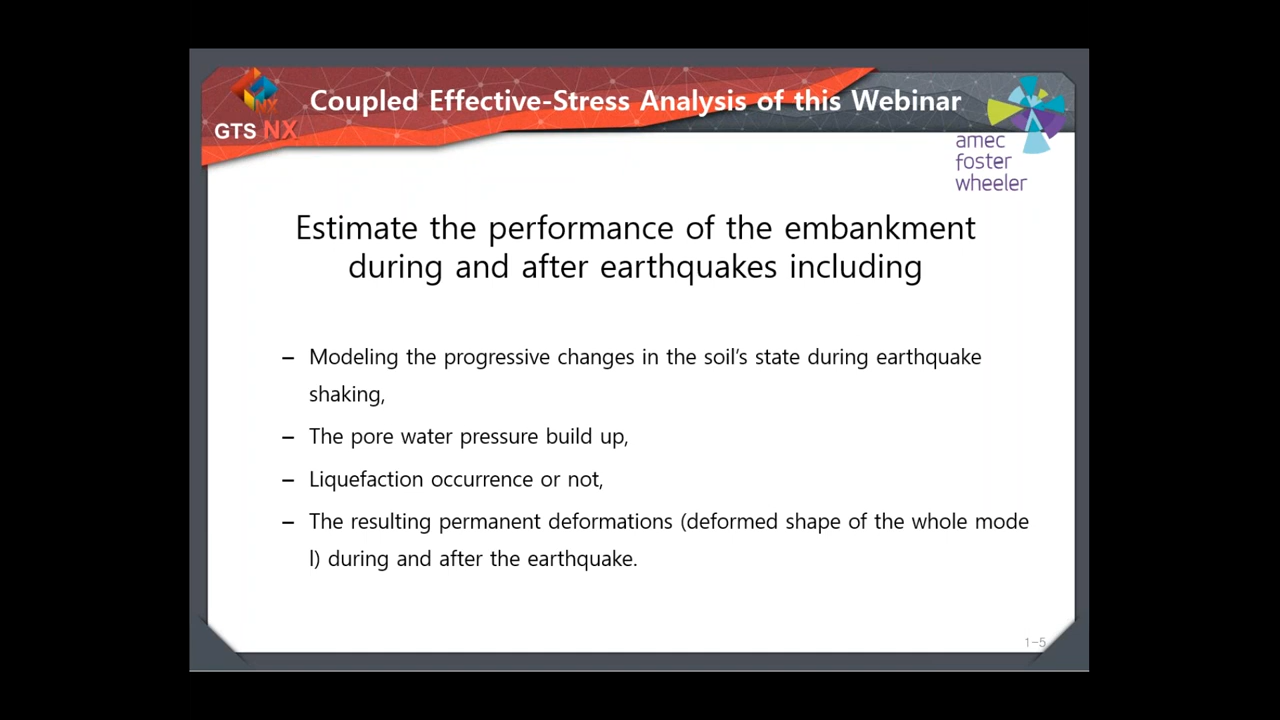 Coupled Effective-Stress Analysis of this Webinar
NX
GTS NX
amec
foster
wheeler
Estimate the performance of the embankment
during and after earthquakes including
– Modeling the progressive changes in the soil's state during earthquake
shaking,
– The pore water pressure build up,
– Liquefaction occurrence or not,
– The resulting permanent deformations (deformed shape of the whole mode
l) during and after the earthquake.
1-5